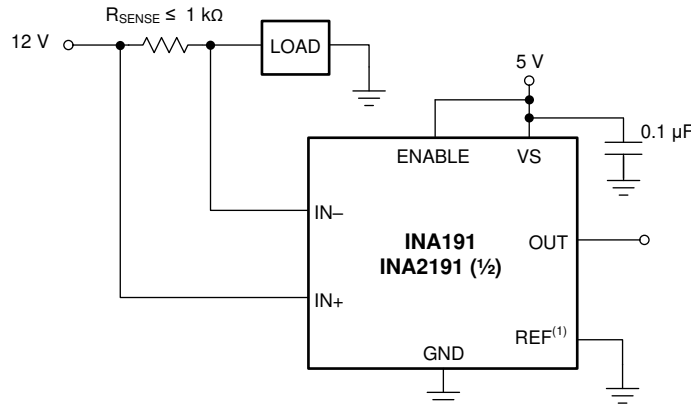 RSENSE ≤ 1 kΩ
12 V
LOAD
5 V
0.1 µF
ENABLE
VS
IN–
INA191
INA2191 (½)
OUT
IN+
REF(1)
GND